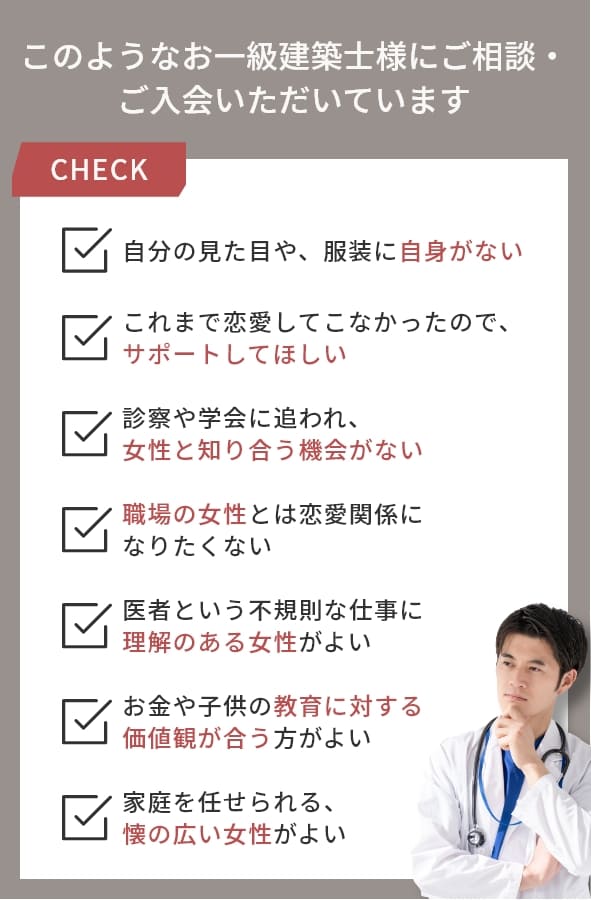 このようなお一級建築士様にご相談・
ご入会いただいています
CHECK
自分の見た目や、服装に自身がない
これまで恋愛してこなかったので、
サポートしてほしい
診察や学会に追われ、
女性と知り合う機会がない
職場の女性とは恋愛関係に
なりたくない
医者という不規則な仕事に
理解のある女性がよい
お金や子供の教育に対する
価値観が合う方がよい
家庭を任せられる、
懐の広い女性がよい